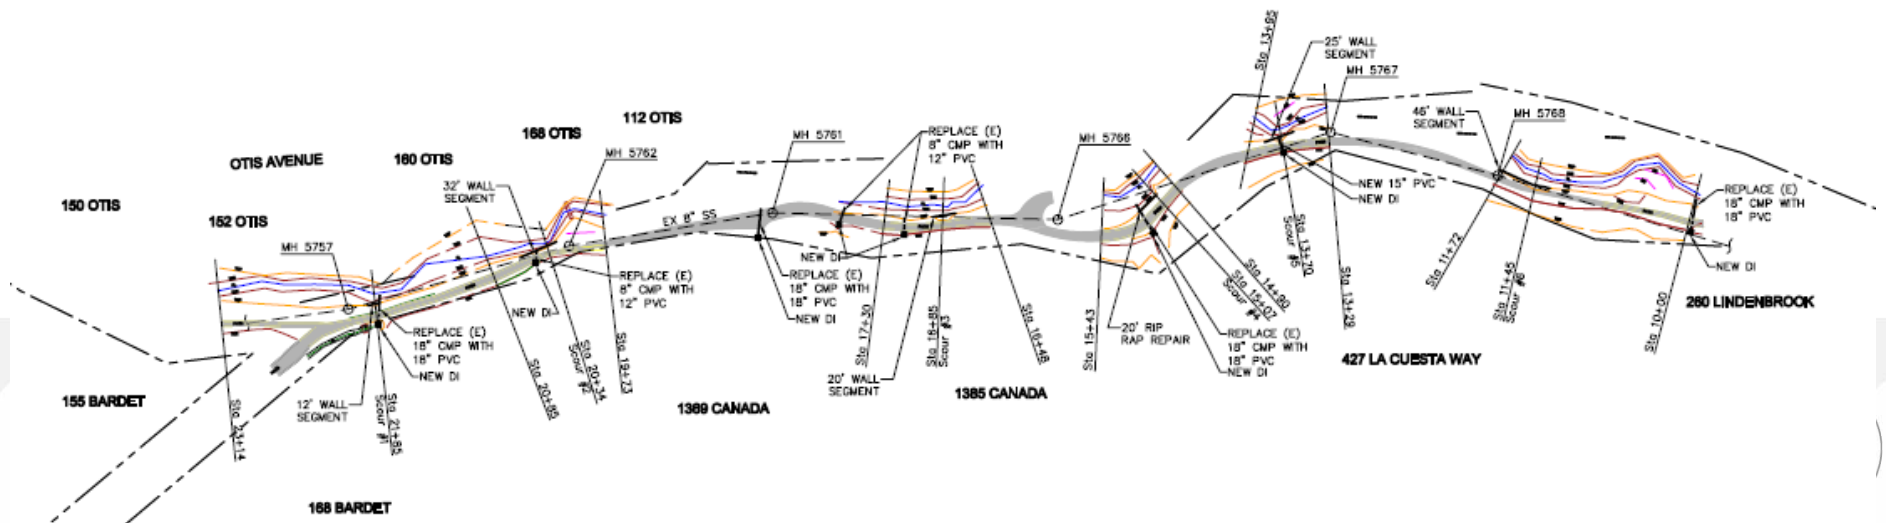 150 OTIS
152 OTIS
OTIS AVENUE
160 OTIS
168 OTIS
112 OTIS
MH 5757
32' WALL
SEGMENT
MH 5762
EX 8" SS
MH 5761
REPLACE (E)
8" CMP WITH
12" PVC
MH 5766
Sta 13+95
25' WALL
SEGMENT
MH 5767
46' WALL
SEGMENT
MH 5768
REPLACE (E)
18" CMP WITH
18" PVC
NEW DI
260 LINDENBROOK
NEW 15" PVC
NEW DI
155 BARDET
Sta 23+14
12' WALL
SEGMENT
Sta 21+85
Scour #1
REPLACE (E)
18" CMP WITH
18" PVC
NEW DI
168 BARDET
NEW DI
REPLACE (E)
8" CMP WITH
12" PVC
Sta 20+85
Sta 20+34
Scour #2
Sta 19+73
1369 CANADA
NEW DI
REPLACE (E)
18" CMP WITH
18" PVC
NEW DI
Sta 17+30
20' WALL
SEGMENT
Sta 16+85
Scour #3
Sta 16+48
1385 CANADA
Sta 15+43
20' RIP
RAP REPAIR
Sta 14+90
Sta 15+07
Scour #4
REPLACE (E)
18" CMP WITH
18" PVC
NEW DI
Sta 13+70
Scour #5
Sta 13+29
427 LA CUESTA WAY
Sta 11+72
Sta 11+45
Scour #6
Sta 10+00